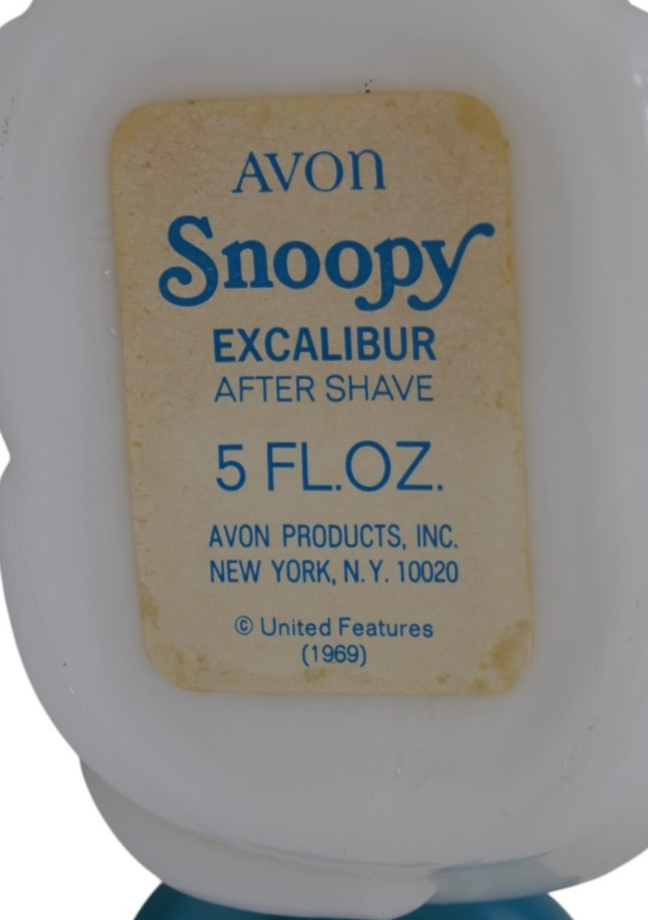 AVON
Snoopy
EXCALIBUR
AFTER SHAVE
5 FL.OZ.
AVON PRODUCTS, INC.
NEW YORK, N.Y. 10020
© United Features
(1969)